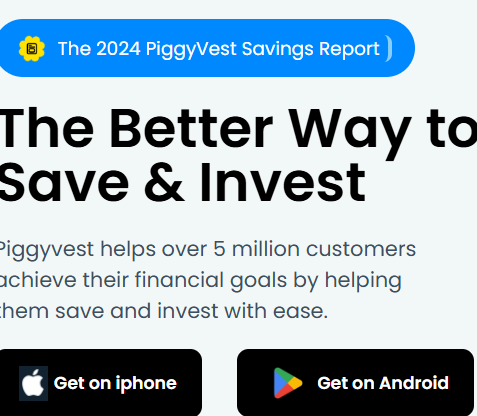 The 2024 PiggyVest Savings Report
The Better Way to
Save & Invest
Piggyvest helps over 5 million customers
achieve their financial goals by helping
them save and invest with ease.
Get on iphone
Get on Android